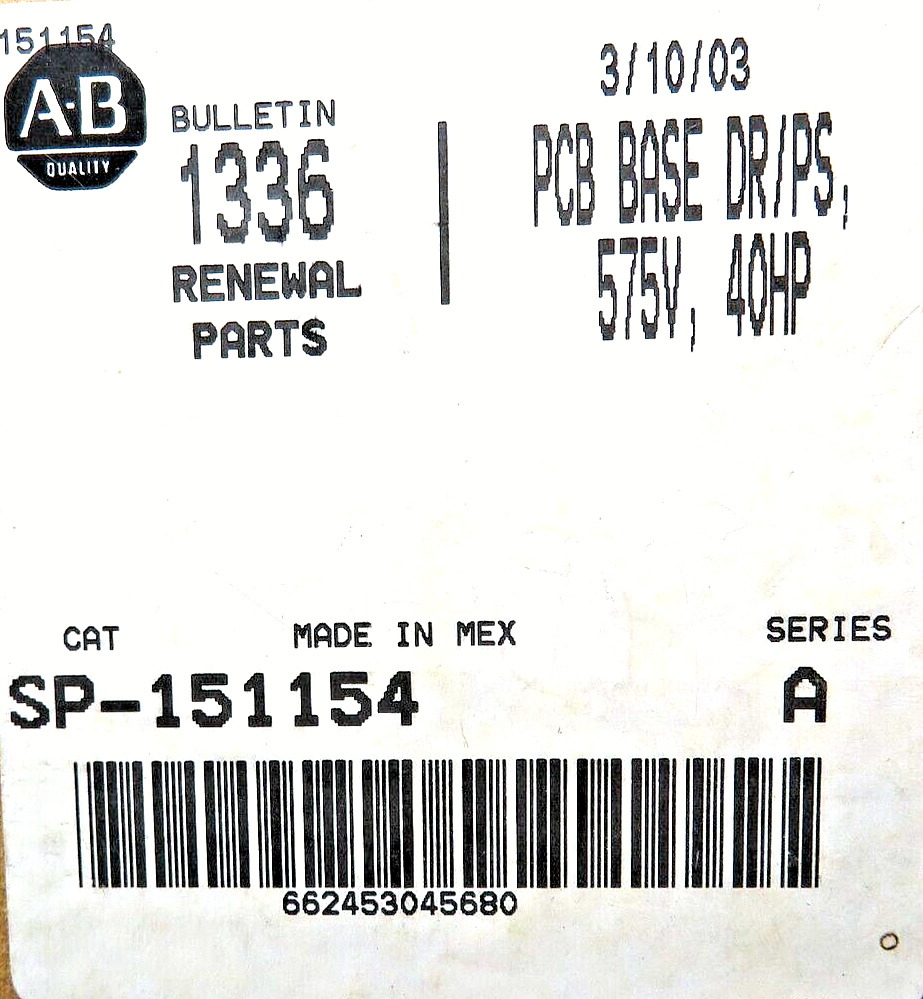 151154
A-B
QUALITY
BULLETIN
1336
RENEWAL
PARTS
3/10/03
PCB BASE DR/PS,
575V, 40HP
CAT
MADE IN MEX
SERIES
SP-151154
A
662453045680